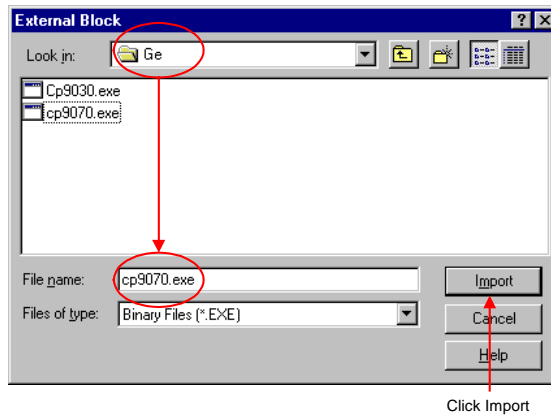 External Block
Look in: Ge
Cp9030.exe
cp9070.exe
File name: cp9070.exe Import
Files of type: Binary Files (*.EXE) Cancel
Help
Click Import